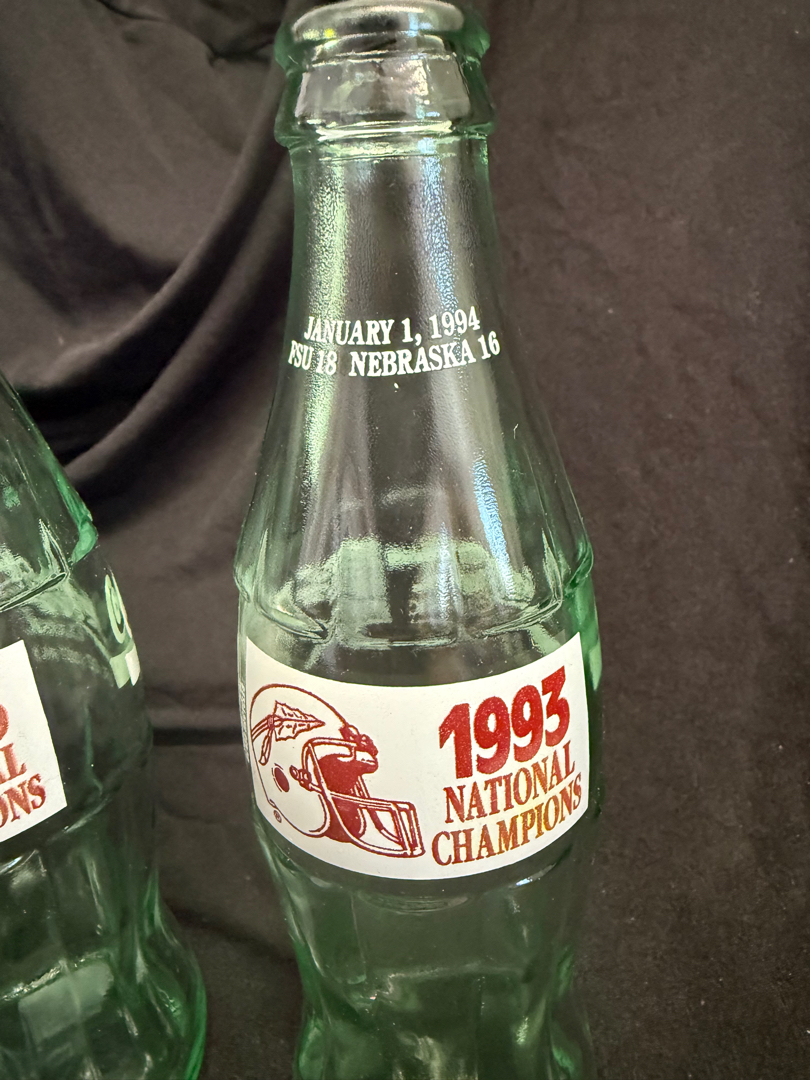 JANUARY 1, 1994
FSU 18 NEBRASKA 16
1993
NATIONAL
CHAMPIONS